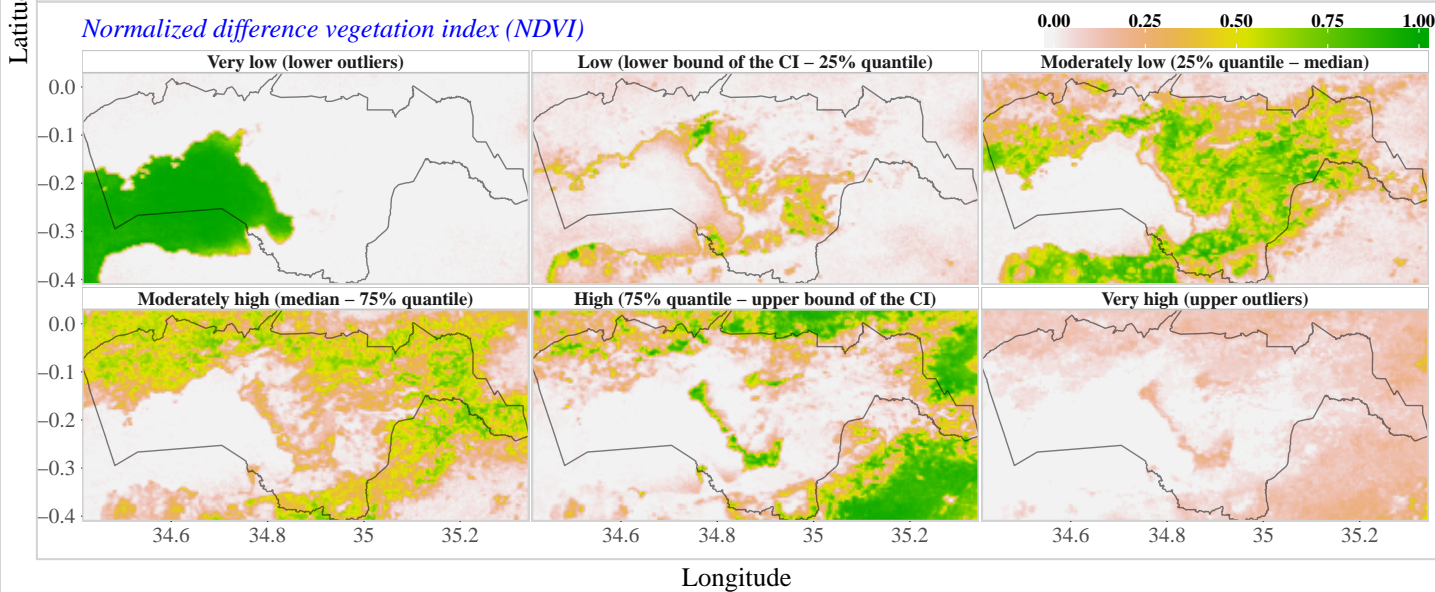 Latitu
Normalized difference vegetation index (NDVI)
0.00 0.25 0.50 0.75 1.00
Very low (lower outliers) Low (lower bound of the CI – 25% quantile) Moderately low (25% quantile – median)
0.0
−0.1
−0.2
−0.3
−0.4
Moderately high (median – 75% quantile) High (75% quantile – upper bound of the CI) Very high (upper outliers)
0.0
−0.1
−0.2
−0.3
−0.4
34.6 34.8 35 35.2 34.6 34.8 35 35.2 34.6 34.8 35 35.2
Longitude